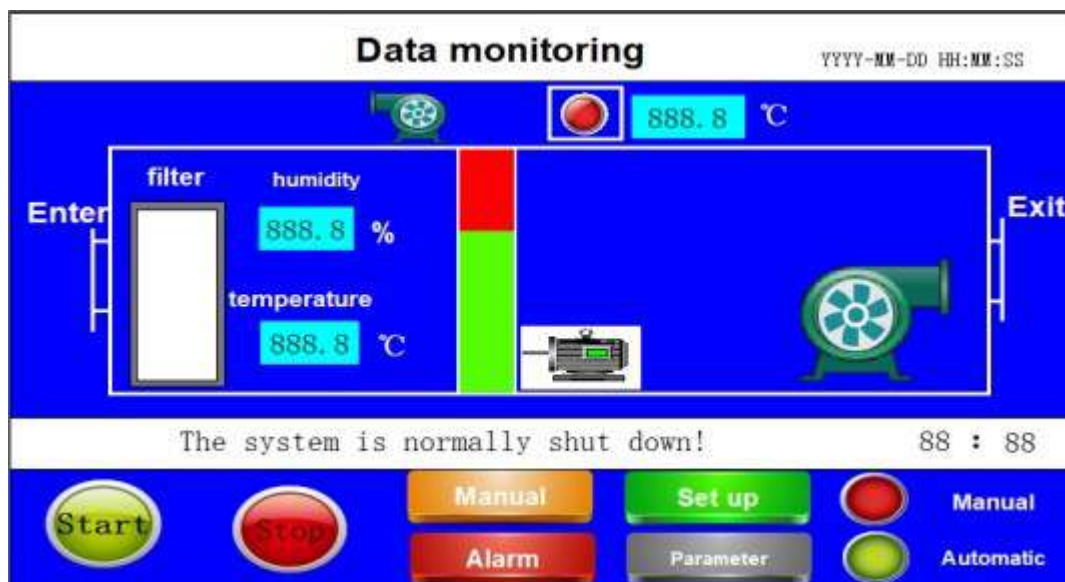 Data monitoring
YYYY-MM-DD HH:MM:SS
888.8 ℃
filter
humidity
Enter
888.8 %
Exit
temperature
888.8 ℃
The system is normally shut down!
88 : 88
Start
Stop
Manual
Set up
Manual
Alarm
Parameter
Automatic